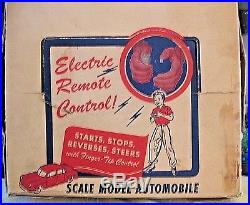 Electric
Remote
Control!
STARTS, STOPS,
REVERSES, STEERS
with Finger-Tip Control
SCALE MODEL AUTOMOBILE